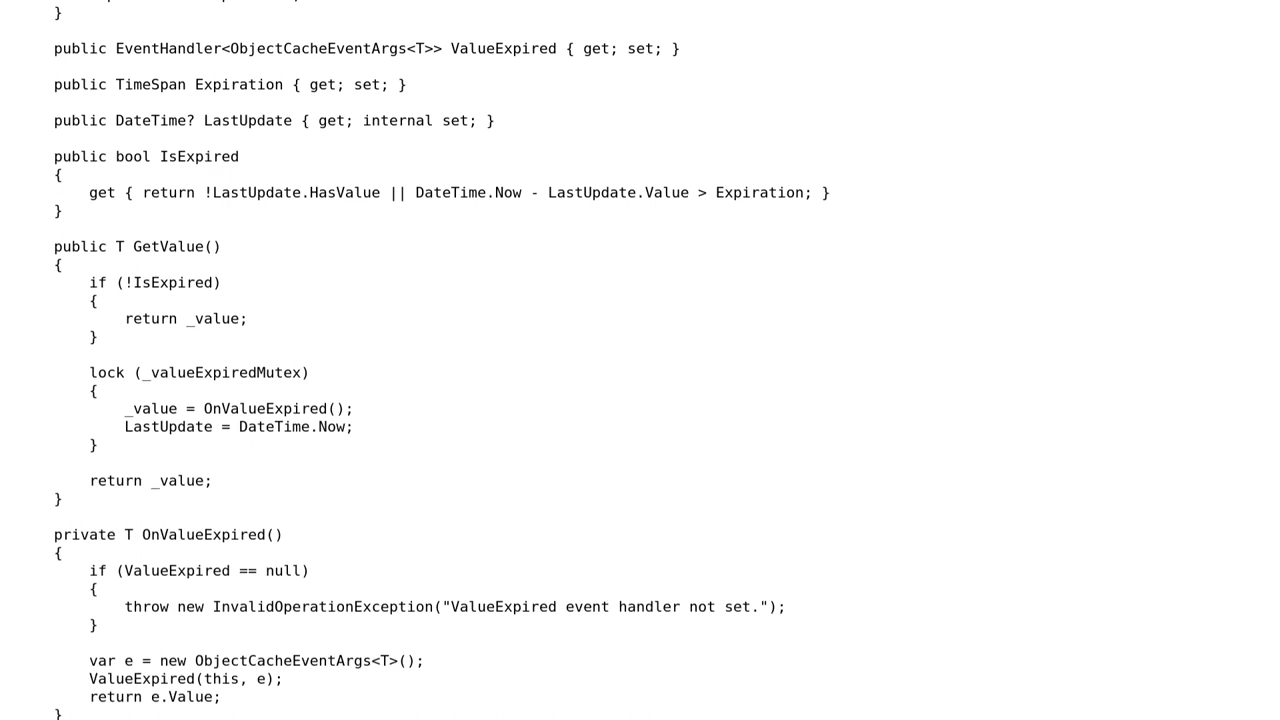 }
public EventHandler<ObjectCacheEventArgs<T>> ValueExpired { get; set; }
public TimeSpan Expiration { get; set; }
public DateTime? LastUpdate { get; internal set; }
public bool IsExpired
{
get { return !LastUpdate.HasValue || DateTime.Now - LastUpdate.Value > Expiration; }
}
public T GetValue()
{
if (!IsExpired)
{
return _value;
}
lock (_valueExpiredMutex)
{
_value = OnValueExpired();
LastUpdate = DateTime.Now;
}
return _value;
}
private T OnValueExpired()
{
if (ValueExpired == null)
{
throw new InvalidOperationException("ValueExpired event handler not set.");
}
var e = new ObjectCacheEventArgs<T>();
ValueExpired(this, e);
return e.Value;
}